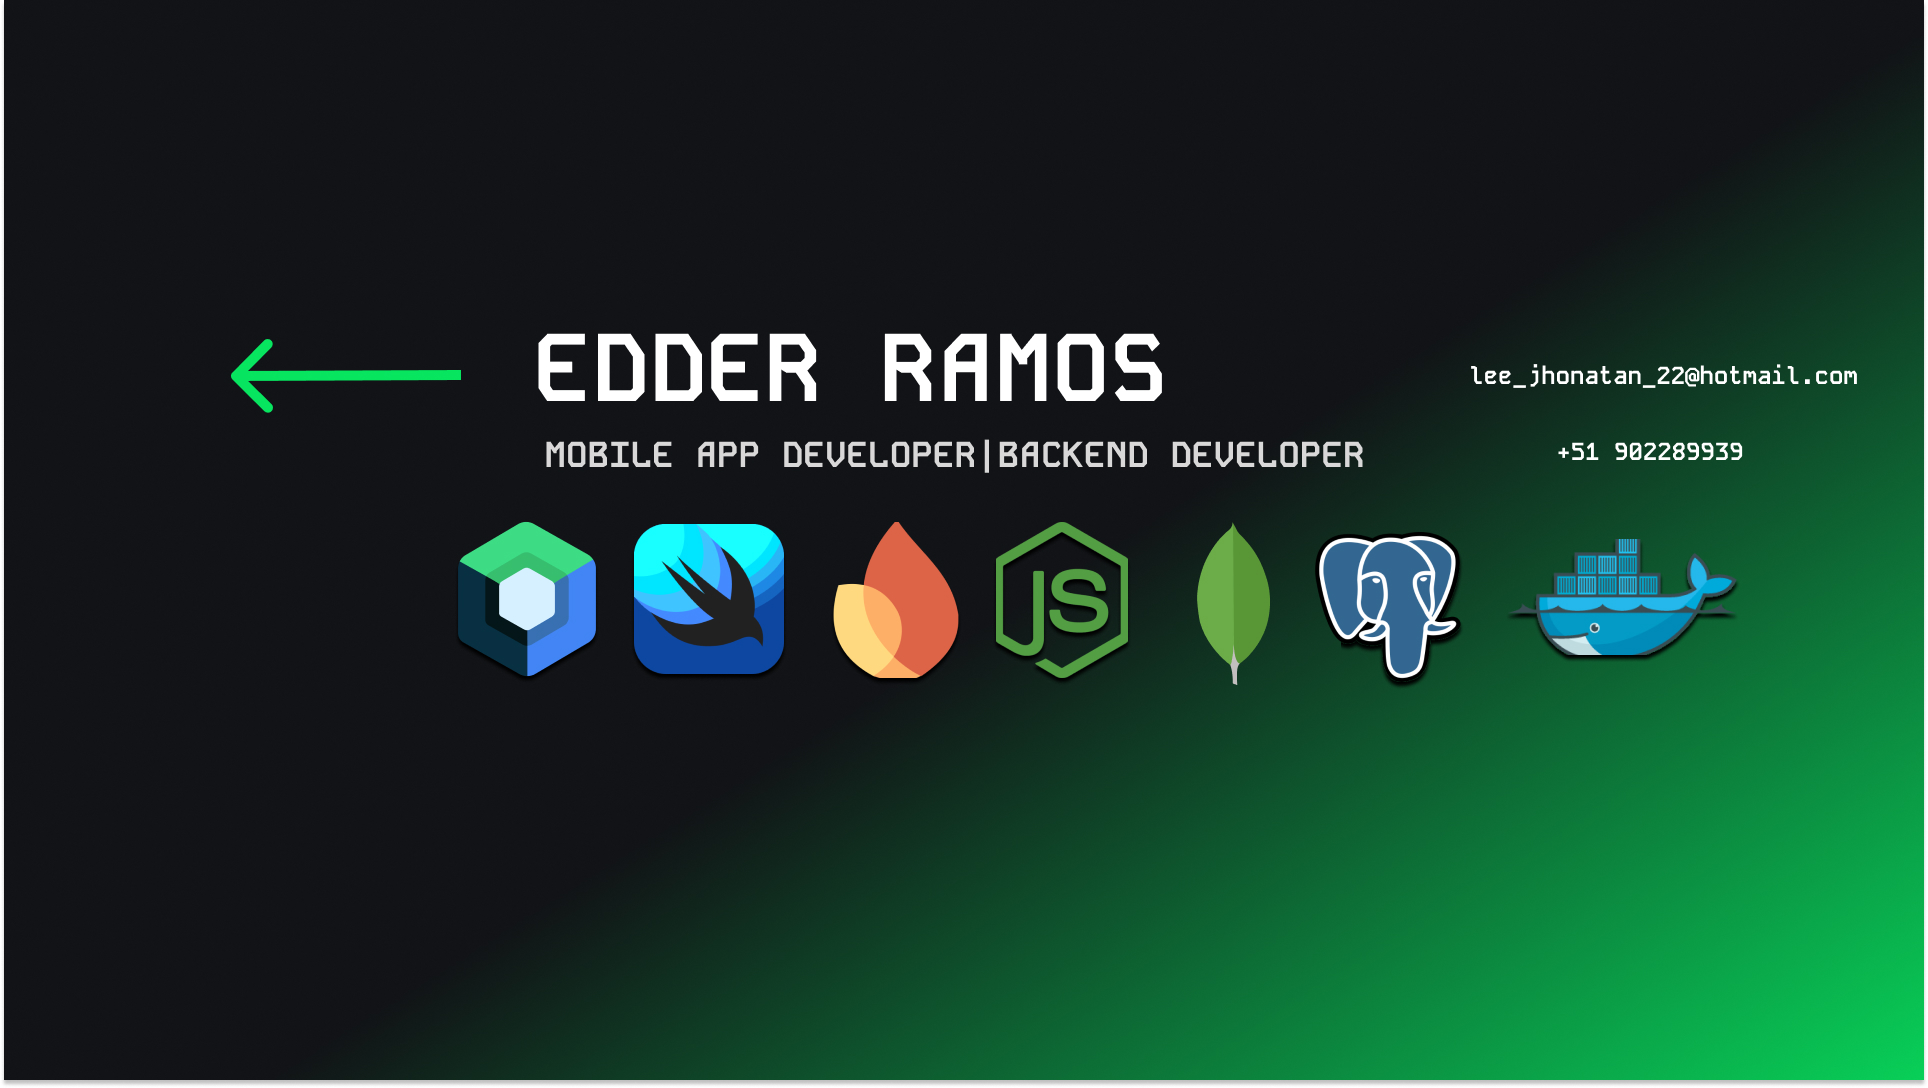 EDDER RAMOS
MOBILE APP DEVELOPER|BACKEND DEVELOPER
lee_jhonatan_22@hotmail.com
+51 902289939
JS